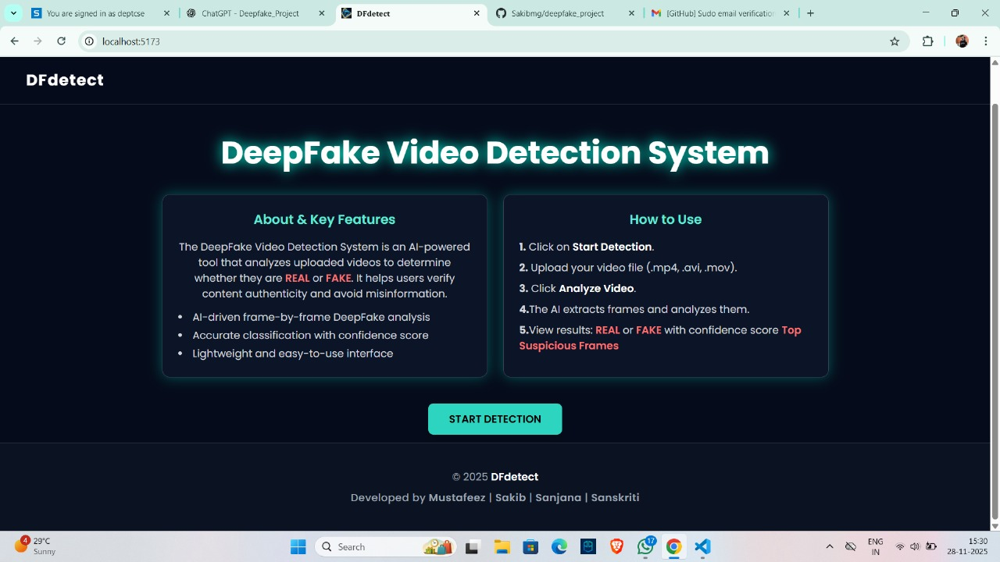 You are signed in as deptcse
ChatGPT - Deepfake_Project
DFdetect
Sakibmg/deepfake_project
[GitHub] Sudo email verification
localhost:5173
DFdetect
DeepFake Video Detection System
About & Key Features
The DeepFake Video Detection System is an AI-powered
tool that analyzes uploaded videos to determine
whether they are REAL or FAKE. It helps users verify
content authenticity and avoid misinformation.
• AI-driven frame-by-frame DeepFake analysis
• Accurate classification with confidence score
• Lightweight and easy-to-use interface
How to Use
1. Click on Start Detection.
2. Upload your video file (.mp4, .avi, .mov).
3. Click Analyze Video.
4.The AI extracts frames and analyzes them.
5.View results: REAL or FAKE with confidence score Top
Suspicious Frames
START DETECTION
© 2025 DFdetect
Developed by Mustafeez | Sakib | Sanjana | Sanskriti
4
29°C
Sunny
Search
17
ENG
IN
15:30
28-11-2025